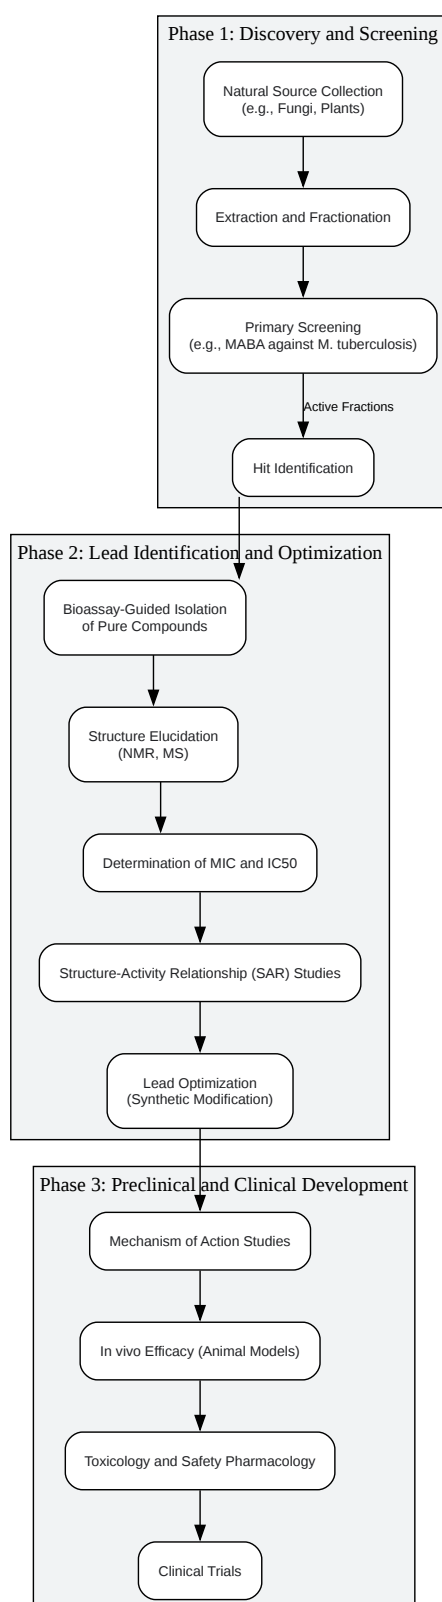 Phase 1: Discovery and Screening
Natural Source Collection
(e.g., Fungi, Plants)
Extraction and Fractionation
Primary Screening
(e.g., MABA against M. tuberculosis)
Active Fractions
Hit Identification
Phase 2: Lead Identification and Optimization
Bioassay-Guided Isolation
of Pure Compounds
Structure Elucidation
(NMR, MS)
Determination of MIC and IC50
Structure-Activity Relationship (SAR) Studies
Lead Optimization
(Synthetic Modification)
Phase 3: Preclinical and Clinical Development
Mechanism of Action Studies
In vivo Efficacy (Animal Models)
Toxicology and Safety Pharmacology
Clinical Trials